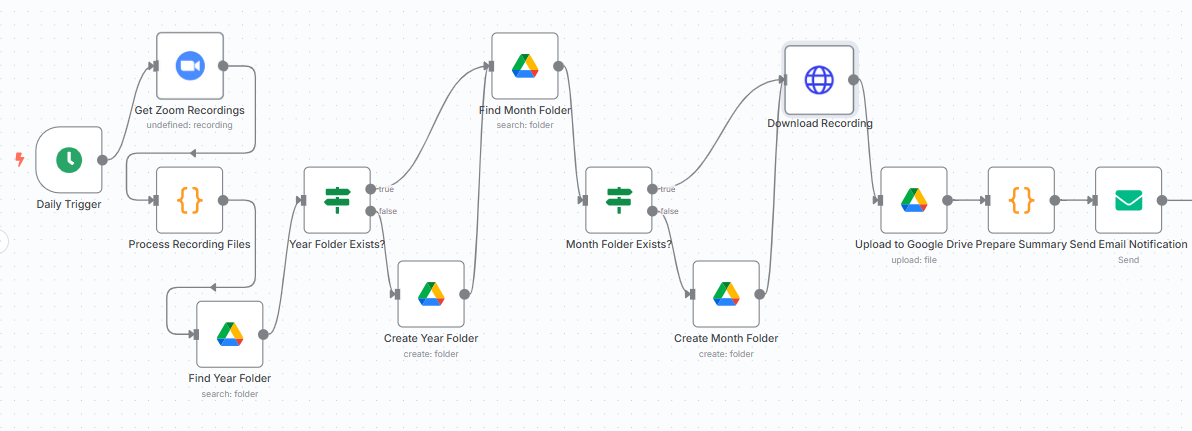 Get Zoom Recordings
undefined: recording
Daily Trigger
Process Recording Files
Find Year Folder
search: folder
true
false
Year Folder Exists?
Create Year Folder
create: folder
Find Month Folder
search: folder
true
false
Month Folder Exists?
Create Month Folder
create: folder
Download Recording
Upload to Google Drive
upload: file
Prepare Summary
Send Email Notification
Send